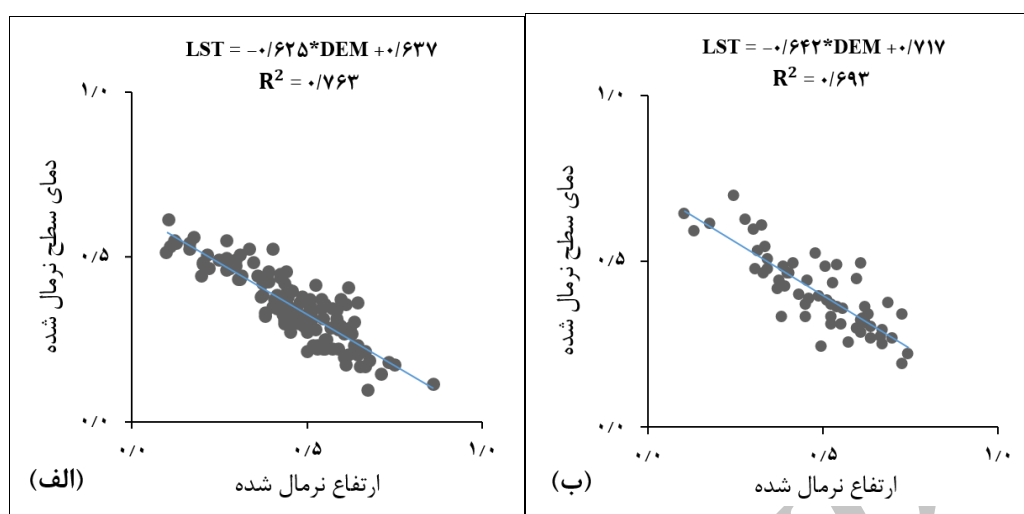 LST = -۰/۶۲۵*DEM +۰/۶۳۷
R² = ۰/۷۶۳
۱/۰
۰/۵
۰/۰
دمای سطح نرمال شده
۰/۰ ۰/۵ ۱/۰
ارتفاع نرمال شده
(الف)
LST = -۰/۶۴۲*DEM +۰/۷۱۷
R² = ۰/۶۹۳
۱/۰
۰/۵
۰/۰
دمای سطح نرمال شده
۰/۰ ۰/۵ ۱/۰
ارتفاع نرمال شده
(ب)